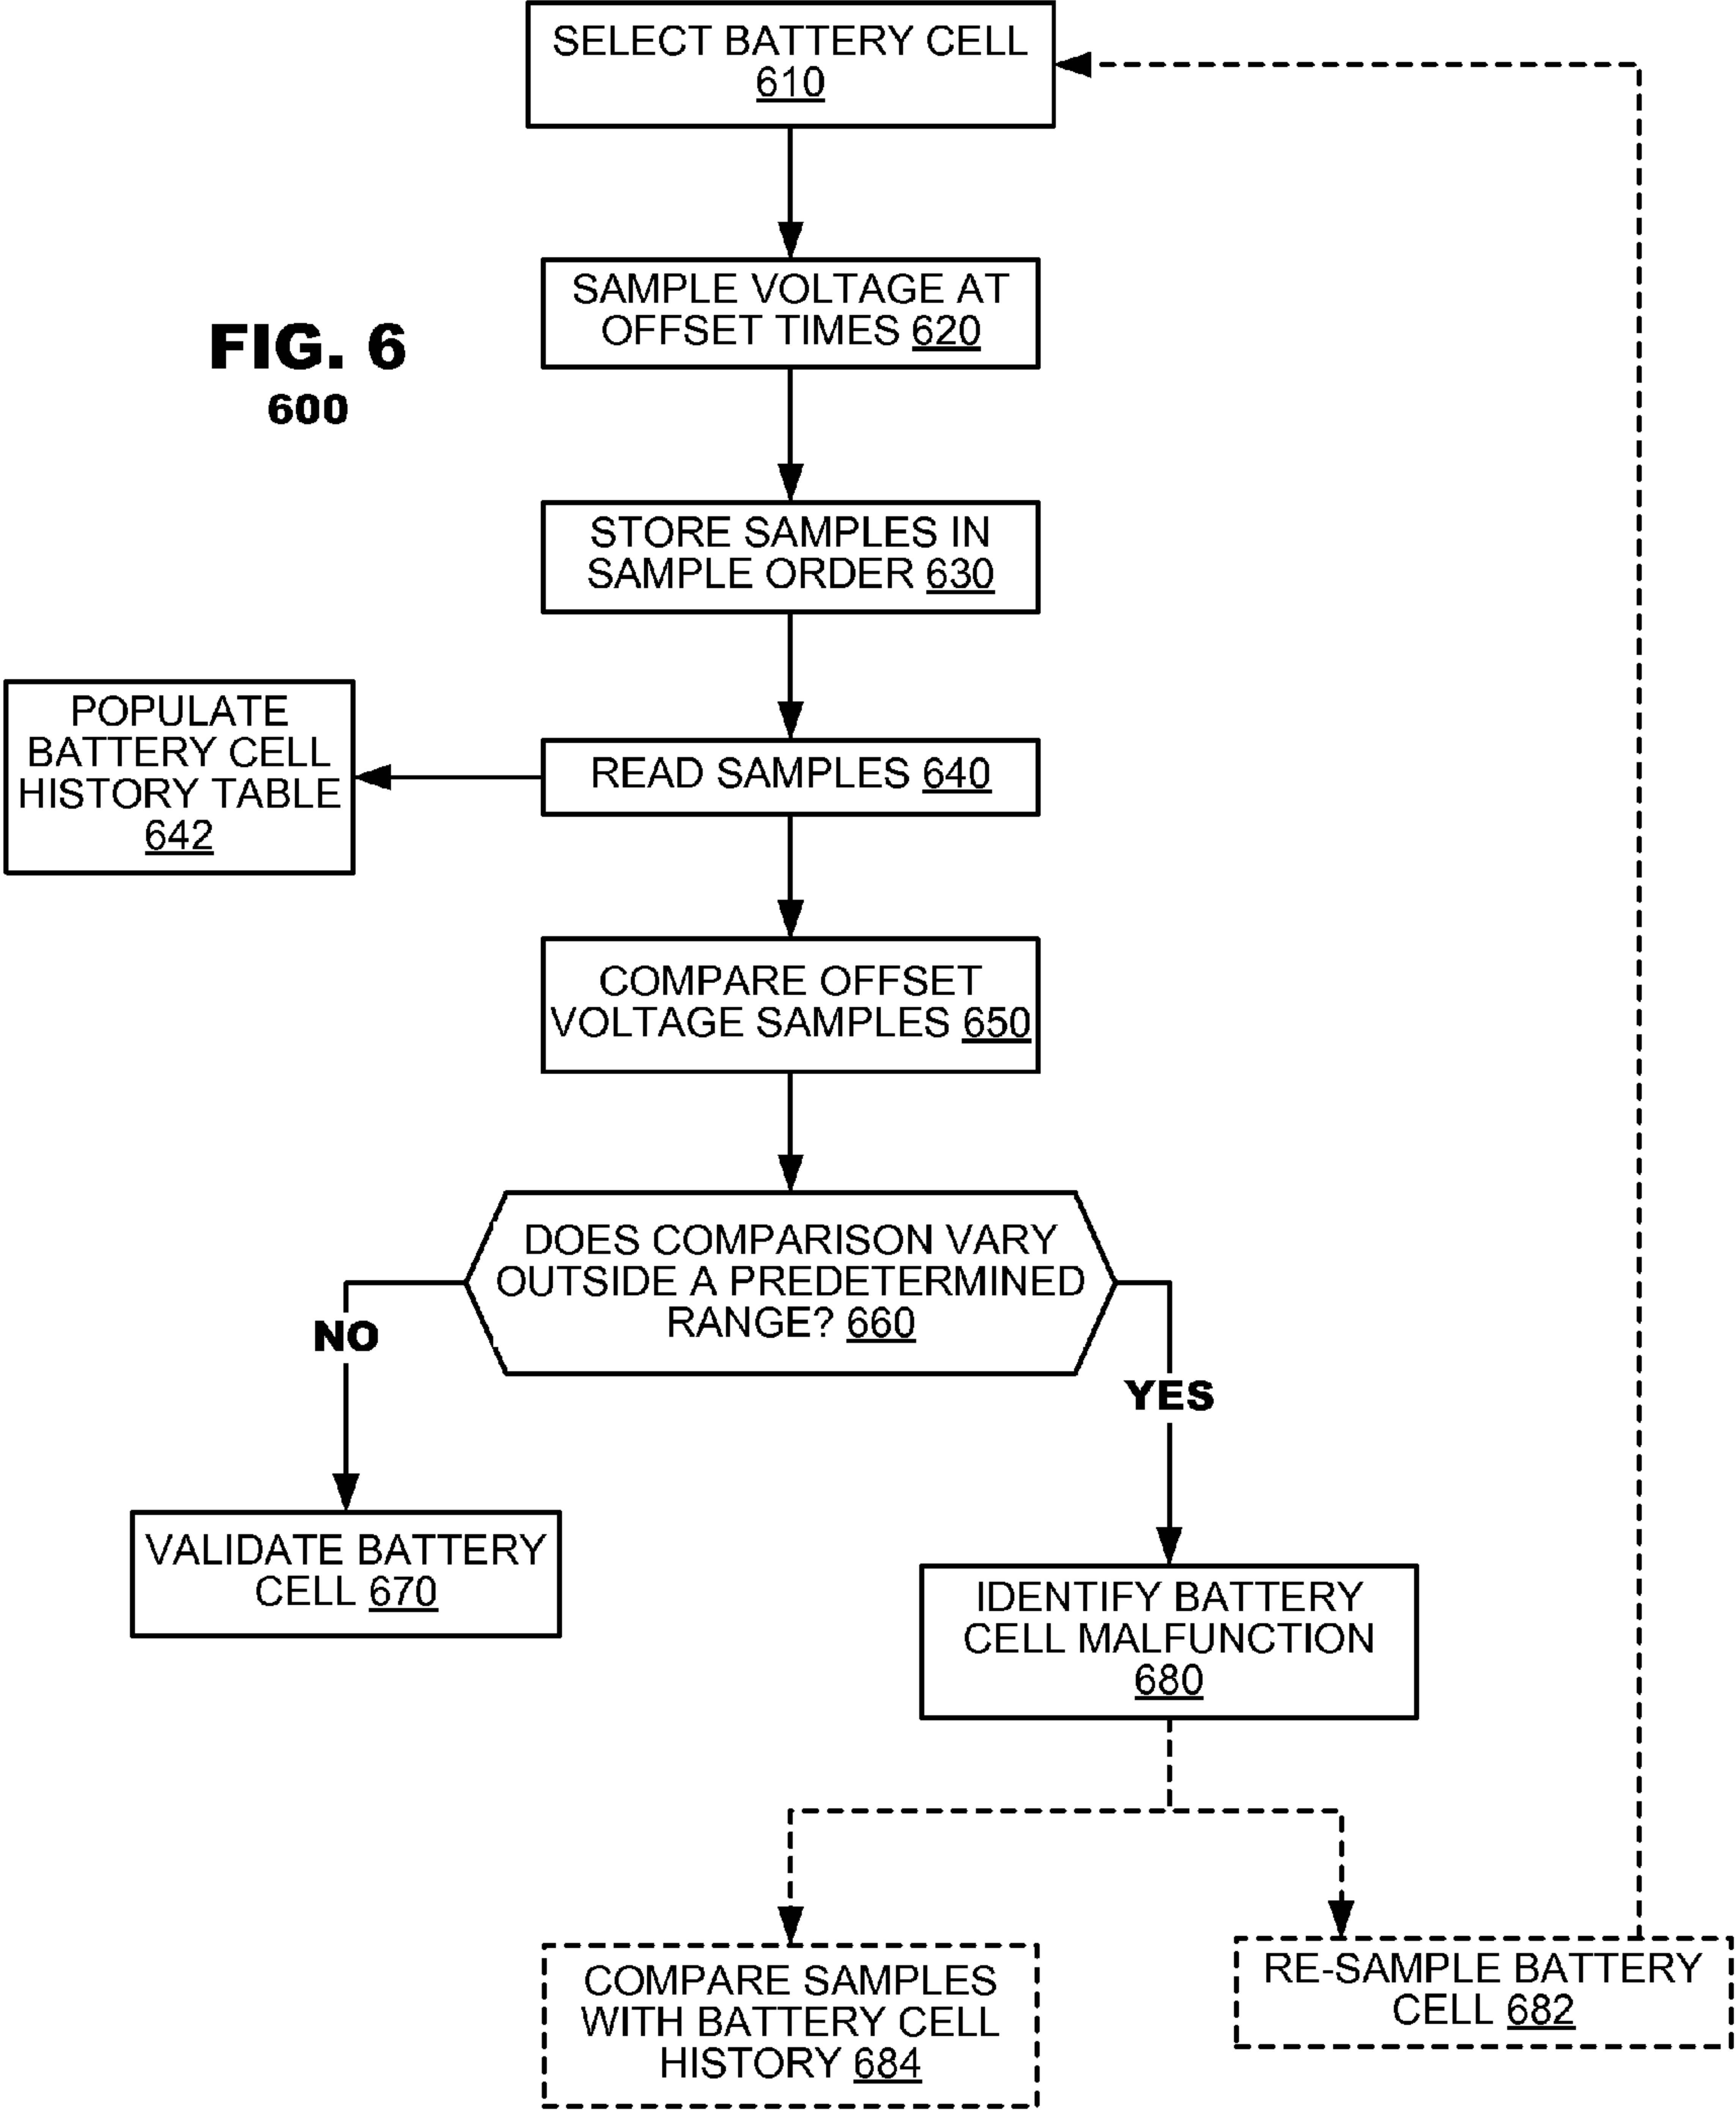 SELECT BATTERY CELL
610
SAMPLE VOLTAGE AT
OFFSET TIMES 620
FIG. 6
600
STORE SAMPLES IN
SAMPLE ORDER 630
POPULATE
BATTERY CELL
HISTORY TABLE
642
READ SAMPLES 640
COMPARE OFFSET
VOLTAGE SAMPLES 650
DOES COMPARISON VARY
OUTSIDE A PREDETERMINED
RANGE? 660
NO
YES
VALIDATE BATTERY
CELL 670
IDENTIFY BATTERY
CELL MALFUNCTION
680
COMPARE SAMPLES
WITH BATTERY CELL
HISTORY 684
RE-SAMPLE BATTERY
CELL 682